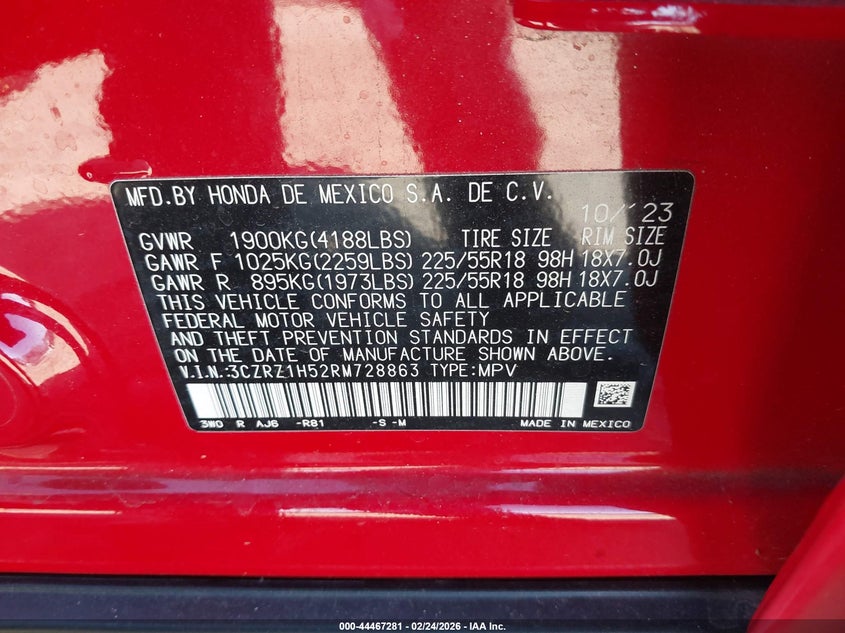 MFD.BY HONDA DE MEXICO S.A. DE C.V. 10/'23
GVWR 1900KG(4188LBS) TIRE SIZE RIM SIZE
GAWR F 1025KG(2259LBS) 225/55R18 98H 18X7.0J
GAWR R 895KG(1973LBS) 225/55R18 98H 18X7.0J
THIS VEHICLE CONFORMS TO ALL APPLICABLE
FEDERAL MOTOR VEHICLE SAFETY
AND THEFT PREVENTION STANDARDS IN EFFECT
ON THE DATE OF MANUFACTURE SHOWN ABOVE.
V.I.N.:3CZRZ1H52RM728863 TYPE:MPV
3W0 R AJ6 -R81 -S -M MADE IN MEXICO
000-44467281 | 02/24/2026 | IAA Inc.